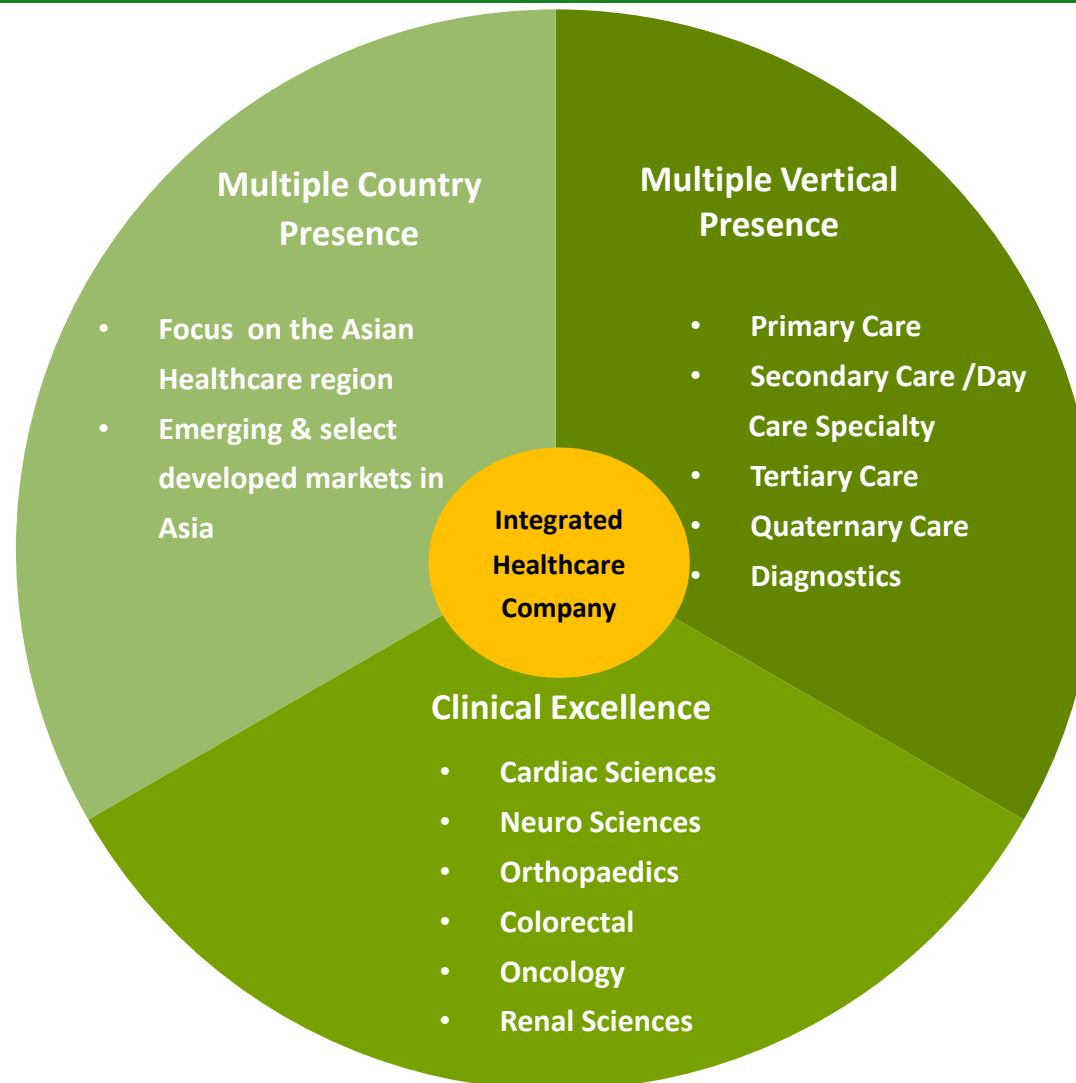 Multiple Country
Presence
• Focus on the Asian
Healthcare region
• Emerging & select
developed markets in
Asia
Multiple Vertical
Presence
• Primary Care
• Secondary Care /Day
Care Specialty
• Tertiary Care
• Quaternary Care
• Diagnostics
Integrated
Healthcare
Company
Clinical Excellence
• Cardiac Sciences
• Neuro Sciences
• Orthopaedics
• Colorectal
• Oncology
• Renal Sciences